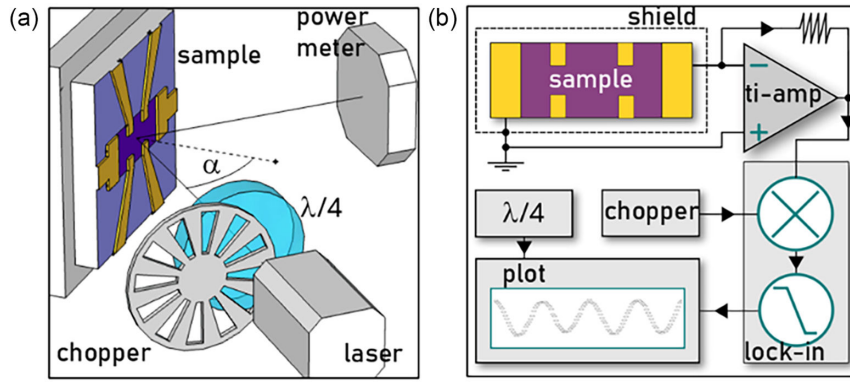 (a)
power
meter
sample
α
λ/4
chopper
laser
(b)
shield
sample
ti-amp
−
+
λ/4
chopper
plot
lock-in